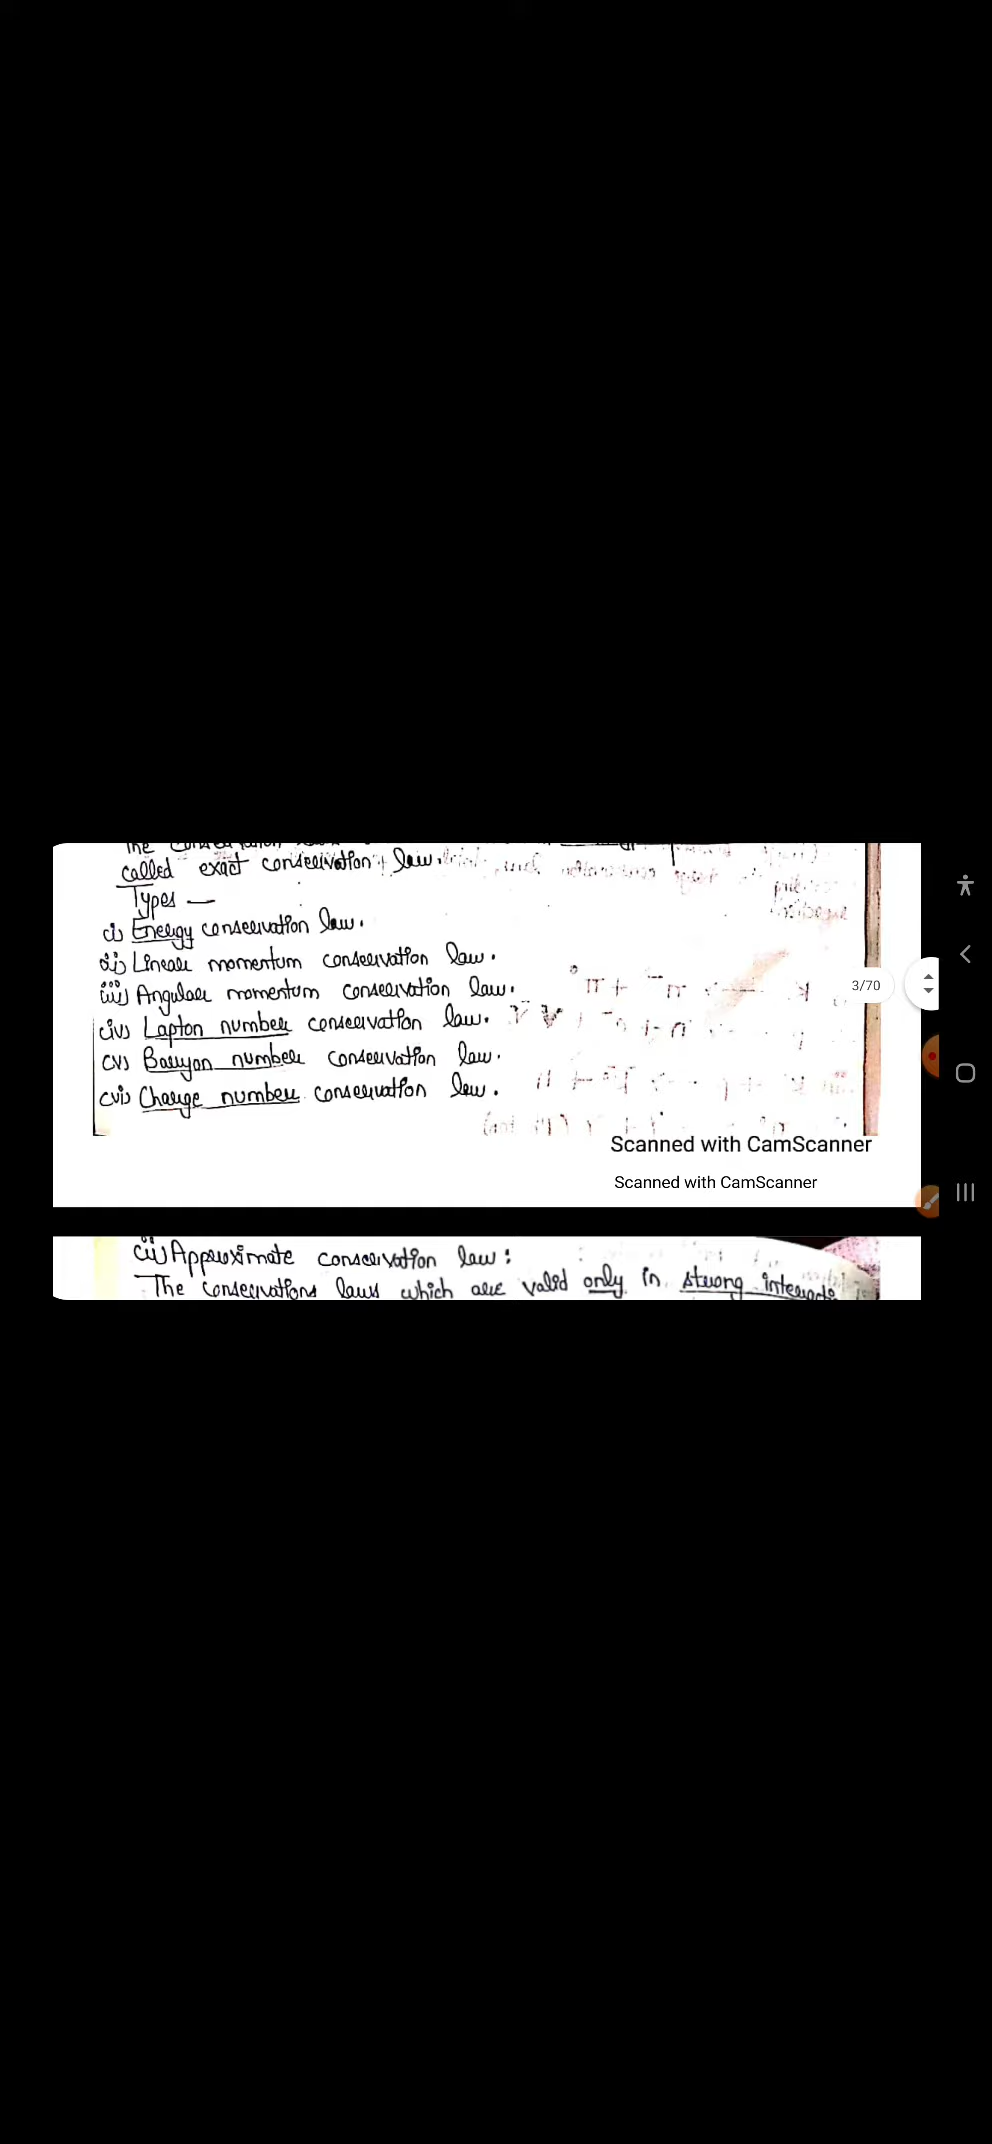 called exact conservation law.
Types —
(i) Energy conservation law.
(ii) Linear momentum conservation law.
(iii) Angular momentum conservation law.
3/70
(iv) Lapton number conservation law.
(v) Baryon number conservation law.
(vi) Charge number conservation law.
Scanned with CamScanner
Scanned with CamScanner
(ii) Approximate conservation law:
The conservations laws which are valid only in strong